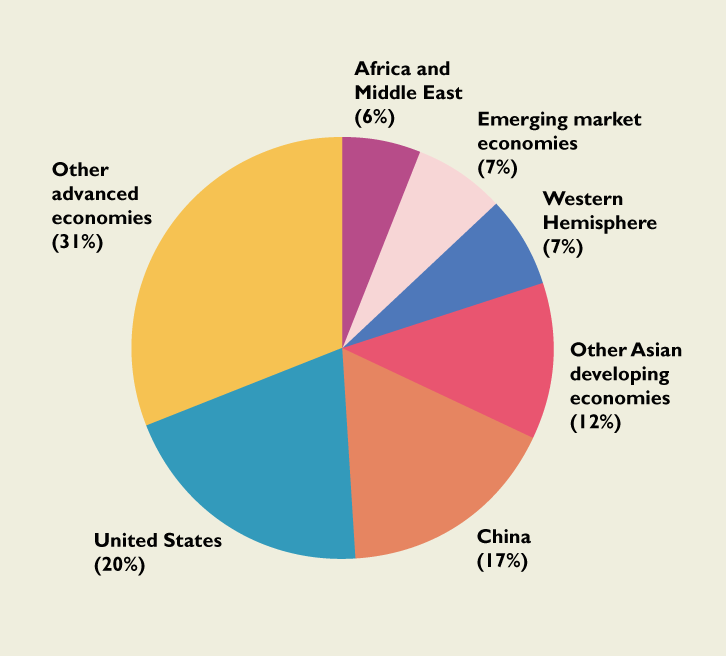 Africa and
Middle East
(6%)
Emerging market
economies
(7%)
Western
Hemisphere
(7%)
Other Asian
developing
economies
(12%)
China
(17%)
United States
(20%)
Other
advanced
economies
(31%)